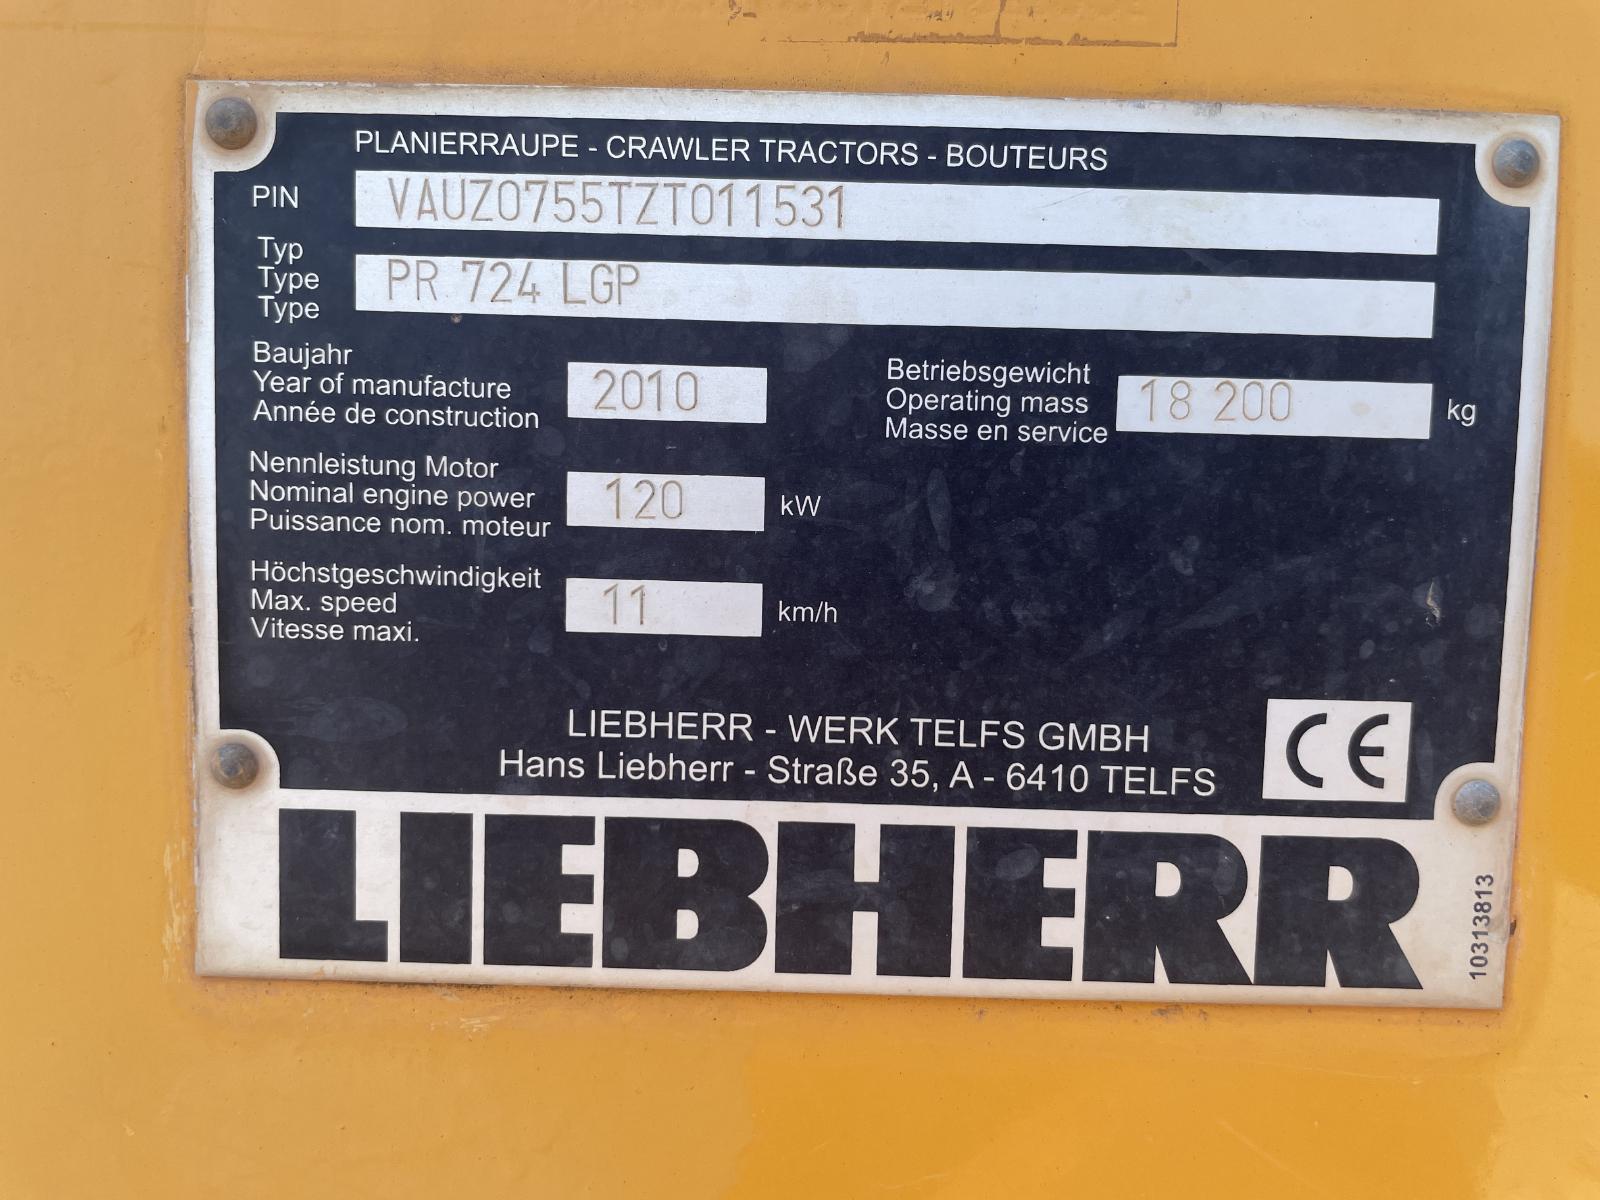 PLANIERRAUPE - CRAWLER TRACTORS - BOUTEURS
PIN VAUZ0755TZT011531
Typ
Type PR 724 LGP
Type
Baujahr
Year of manufacture 2010
Année de construction
Betriebsgewicht
Operating mass 18 200 kg
Masse en service
Nennleistung Motor
Nominal engine power 120 kW
Puissance nom. moteur
Höchstgeschwindigkeit
Max. speed 11 km/h
Vitesse maxi.
LIEBHERR - WERK TELFS GMBH
Hans Liebherr - Straße 35, A - 6410 TELFS
CE
LIEBHERR
10313813